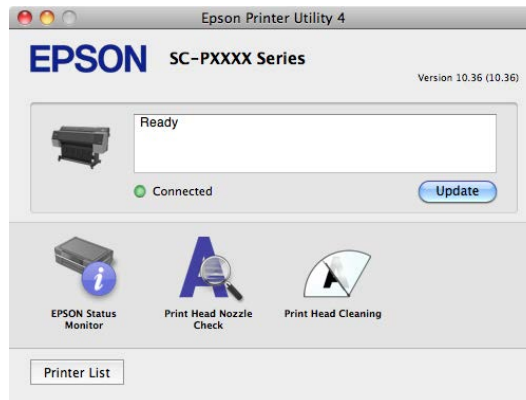 Epson Printer Utility 4
EPSON SC-PXXXX Series
Version 10.36 (10.36)
Ready
Connected
Update
EPSON Status
Monitor
Print Head Nozzle
Check
Print Head Cleaning
Printer List